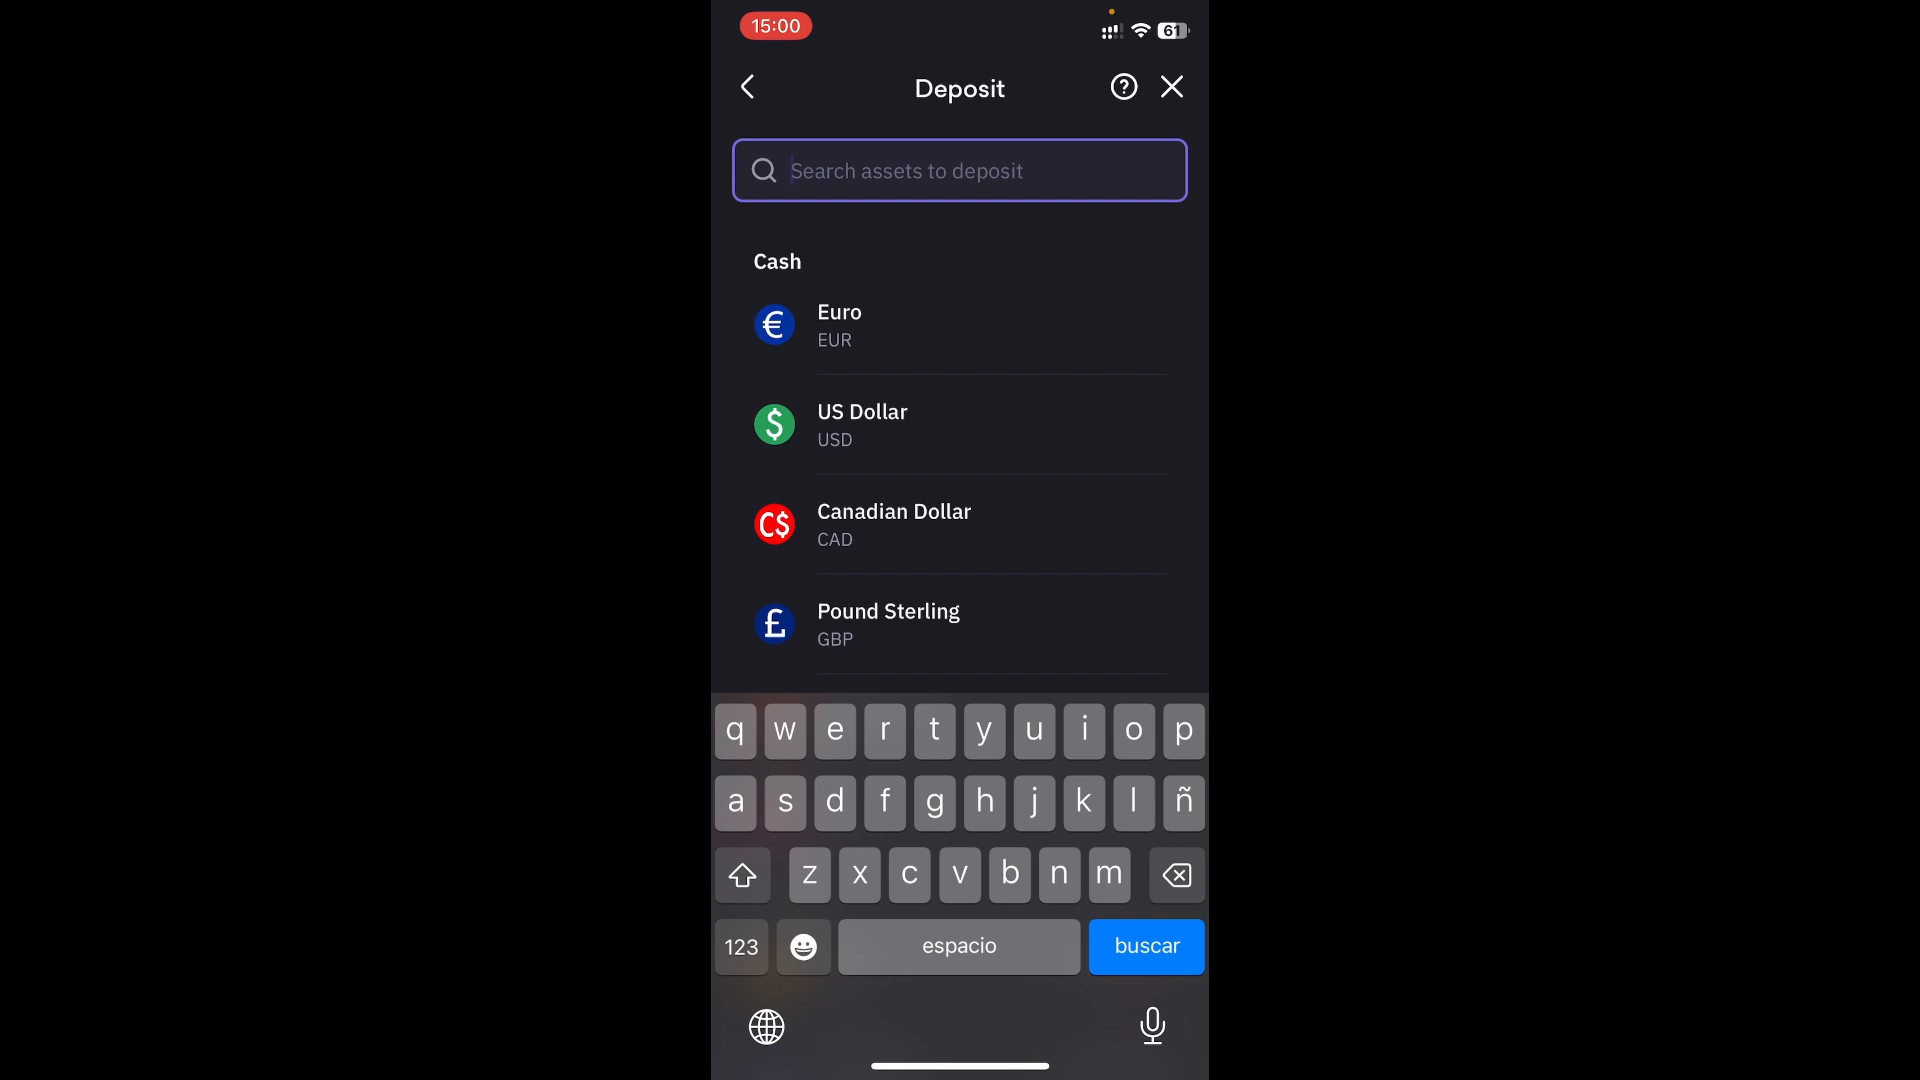 15:00
61
Deposit
?
Search assets to deposit
Cash
€
Euro
EUR
$
US Dollar
USD
C$
Canadian Dollar
CAD
£
Pound Sterling
GBP
q w e r t y u i o p
a s d f g h j k l ñ
z x c v b n m
123
espacio
buscar